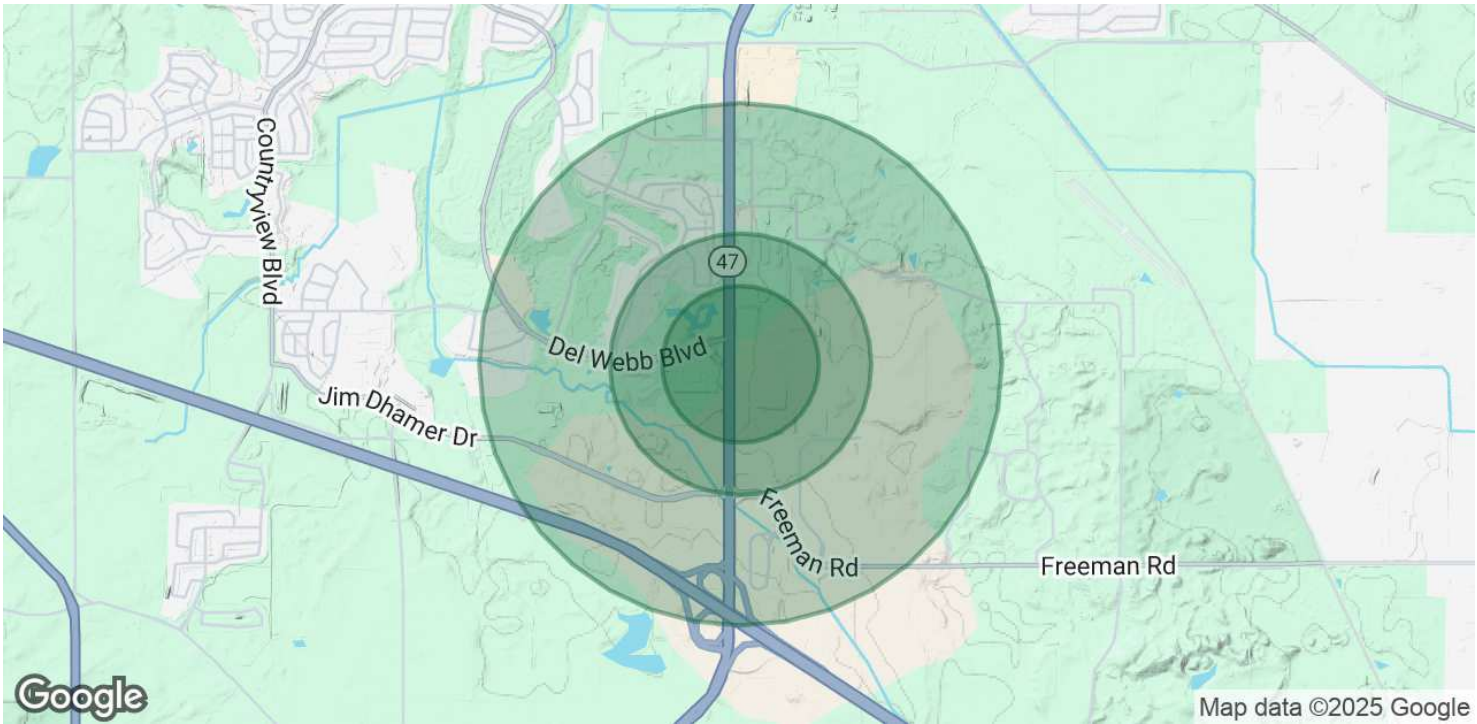 Countryview Blvd
47
Del Webb Blvd
Jim Dhamer Dr
Freeman Rd
Freeman Rd
Google
Map data ©2025 Google